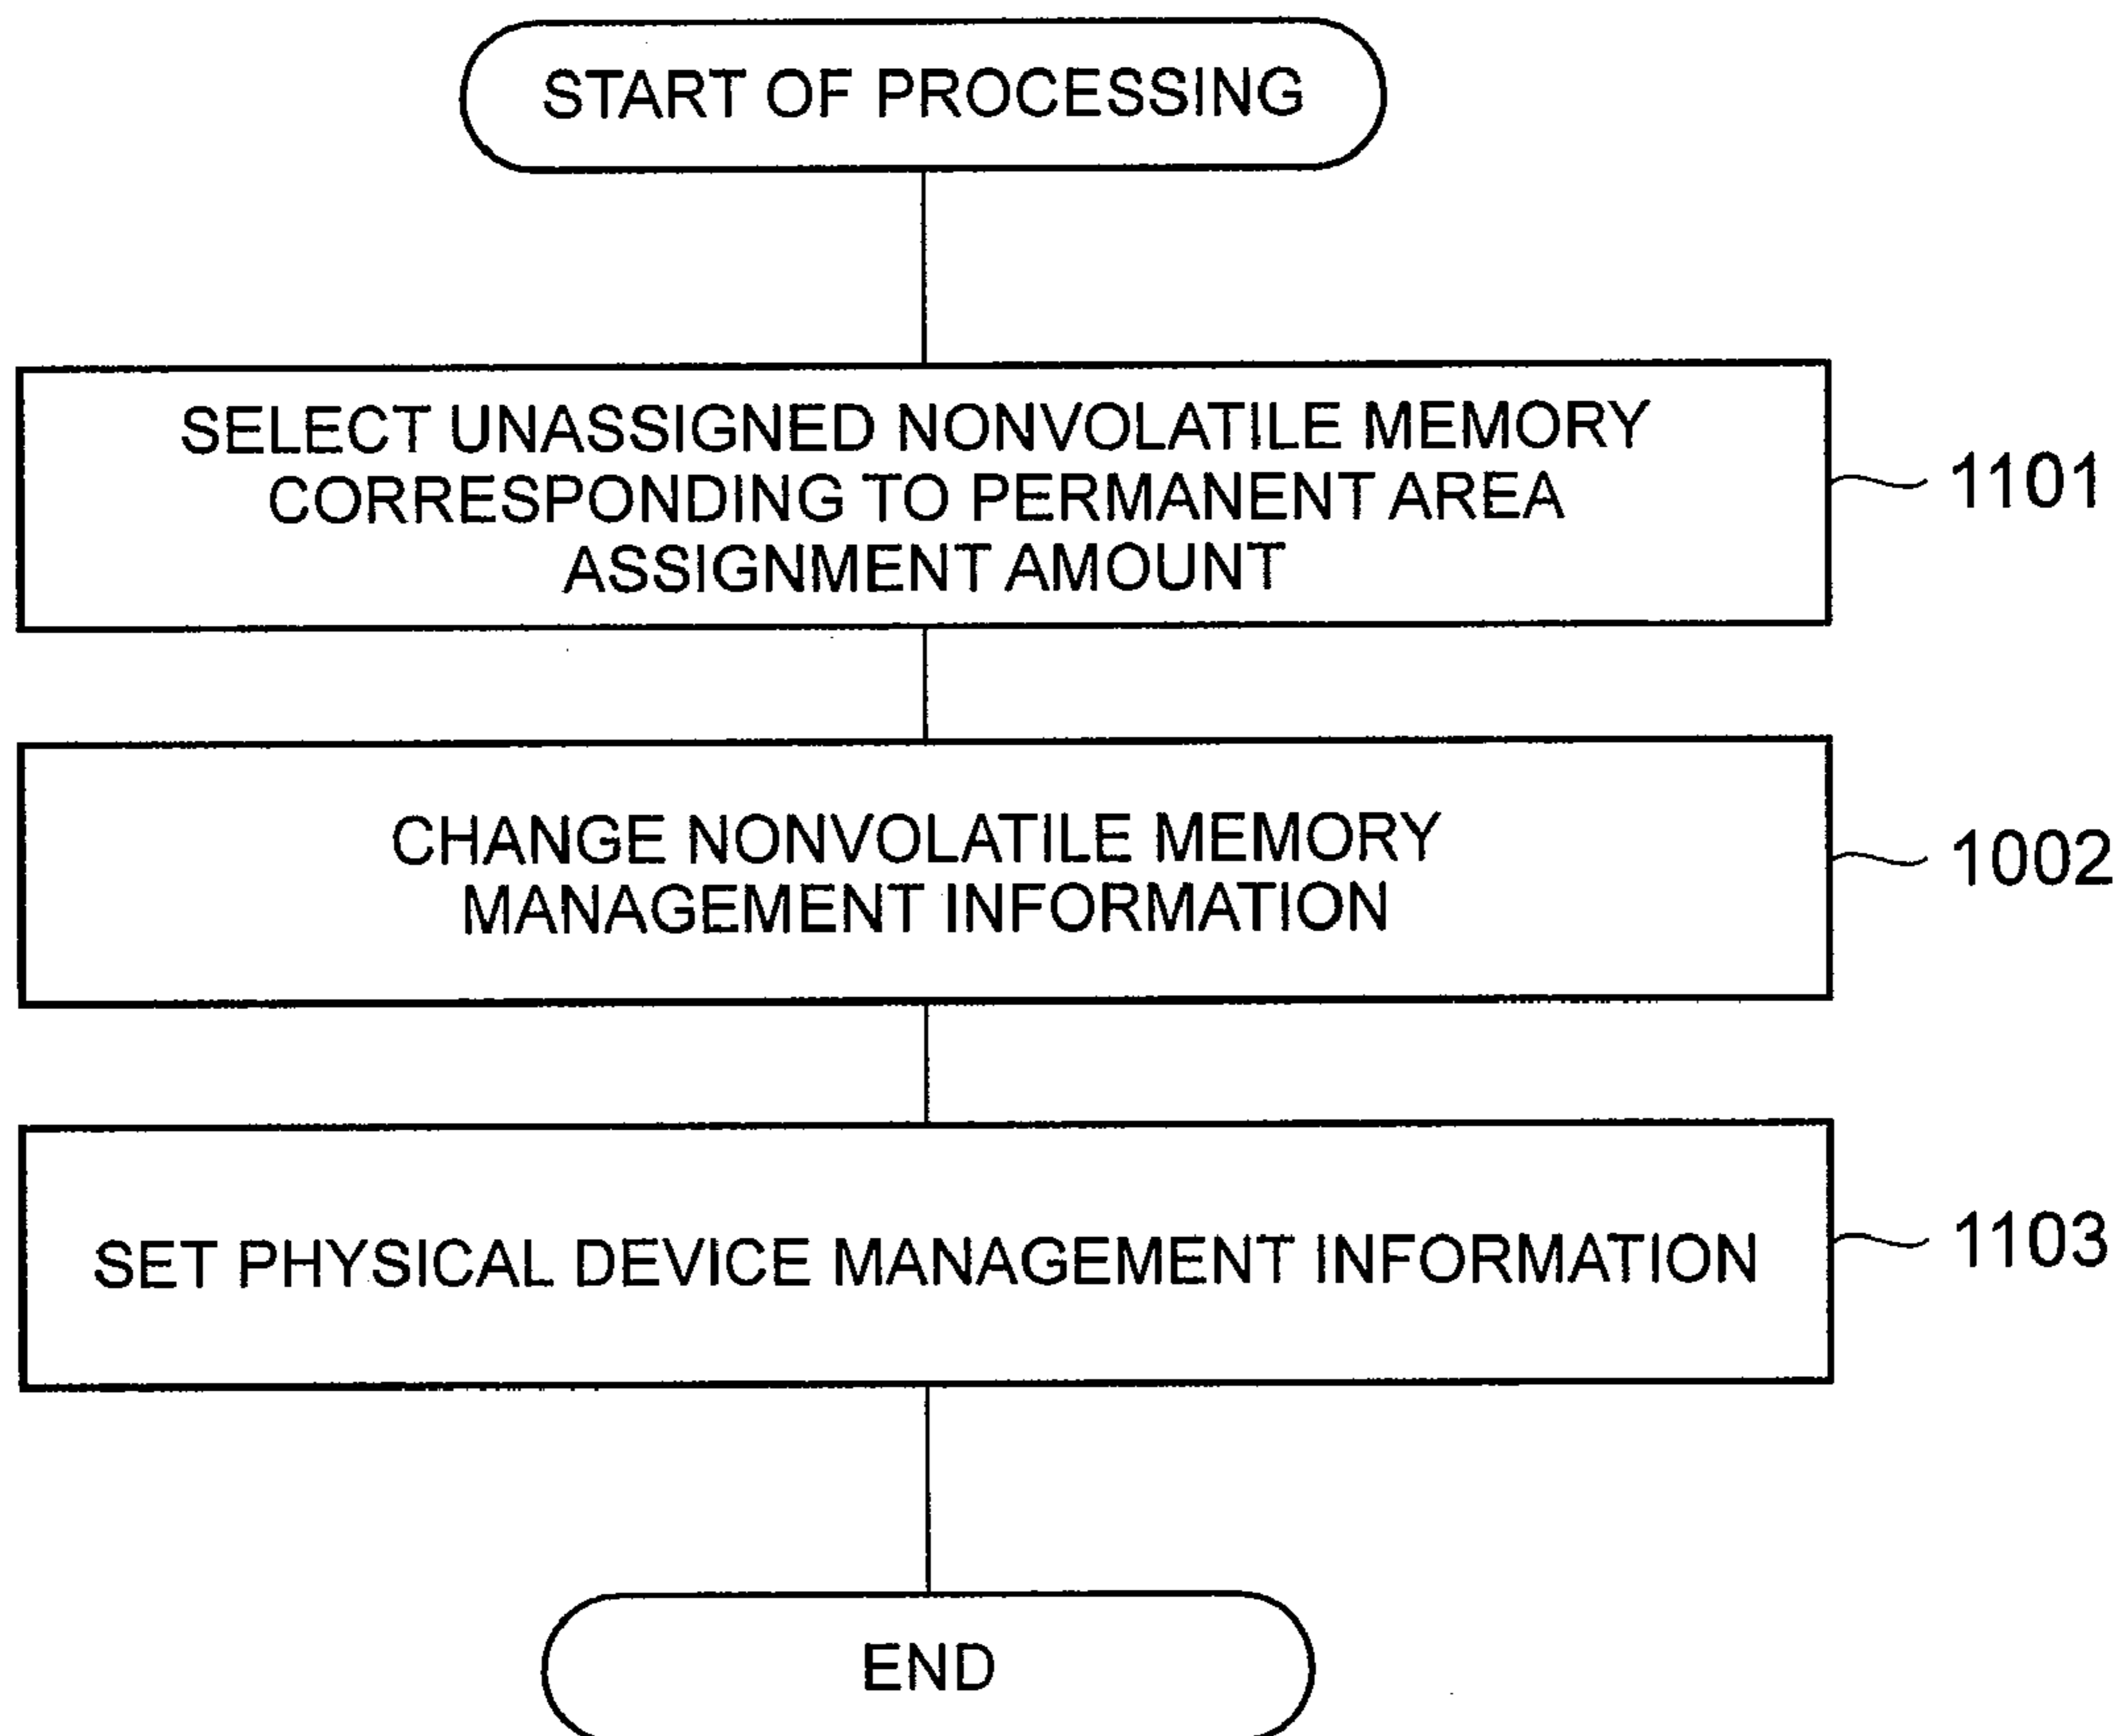 START OF PROCESSING
SELECT UNASSIGNED NONVOLATILE MEMORY
CORRESPONDING TO PERMANENT AREA
ASSIGNMENT AMOUNT
1101
CHANGE NONVOLATILE MEMORY
MANAGEMENT INFORMATION
1002
SET PHYSICAL DEVICE MANAGEMENT INFORMATION
1103
END